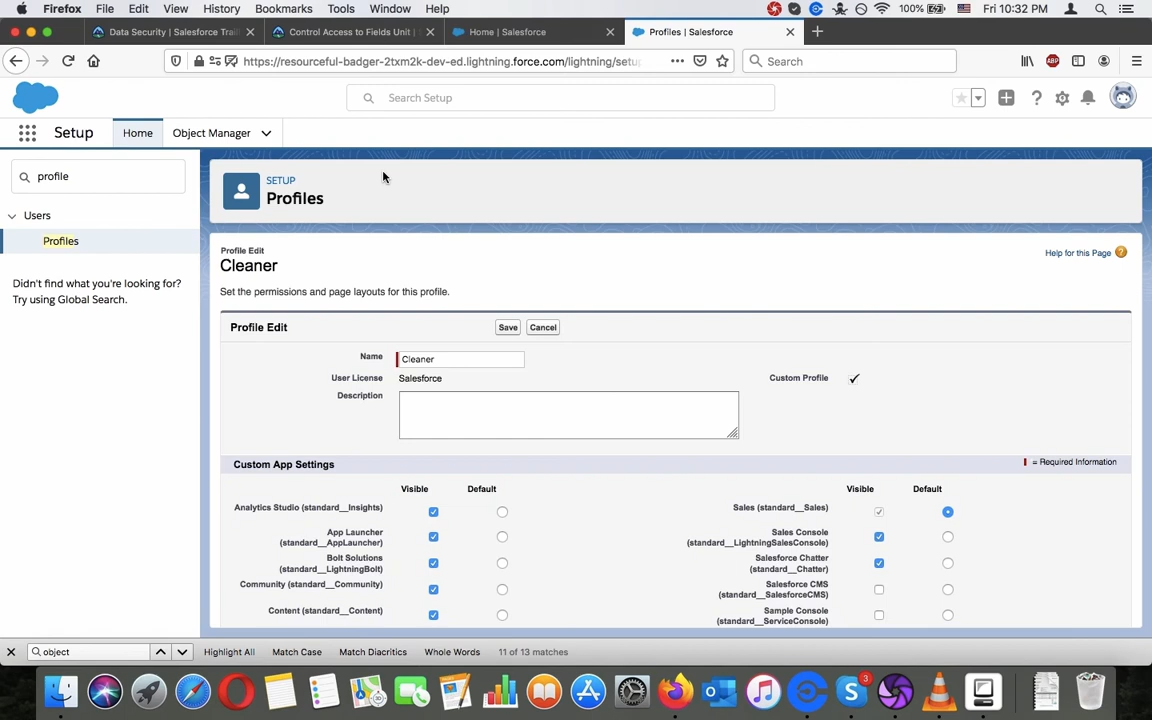 Firefox File Edit View History Bookmarks Tools Window Help 100% Fri 10:32 PM
Data Security | Salesforce Trail
Control Access to Fields Unit |
Home | Salesforce
Profiles | Salesforce
https://resourceful-badger-2txm2k-dev-ed.lightning.force.com/lightning/setu
Search
ABP
Search Setup
Setup Home Object Manager
profile
Users
Profiles
Didn't find what you're looking for?
Try using Global Search.
SETUP
Profiles
Profile Edit
Cleaner
Help for this Page
Set the permissions and page layouts for this profile.
Profile Edit Save Cancel
Name Cleaner
User License Salesforce Custom Profile
Description
Custom App Settings = Required Information
Visible Default Visible Default
Analytics Studio (standard__Insights) Sales (standard__Sales)
App Launcher
(standard__AppLauncher)
Sales Console
(standard__LightningSalesConsole)
Bolt Solutions
(standard__LightningBolt)
Salesforce Chatter
(standard__Chatter)
Community (standard__Community)
Salesforce CMS
(standard__SalesforceCMS)
Content (standard__Content)
Sample Console
(standard__ServiceConsole)
object Highlight All Match Case Match Diacritics Whole Words 11 of 13 matches
3